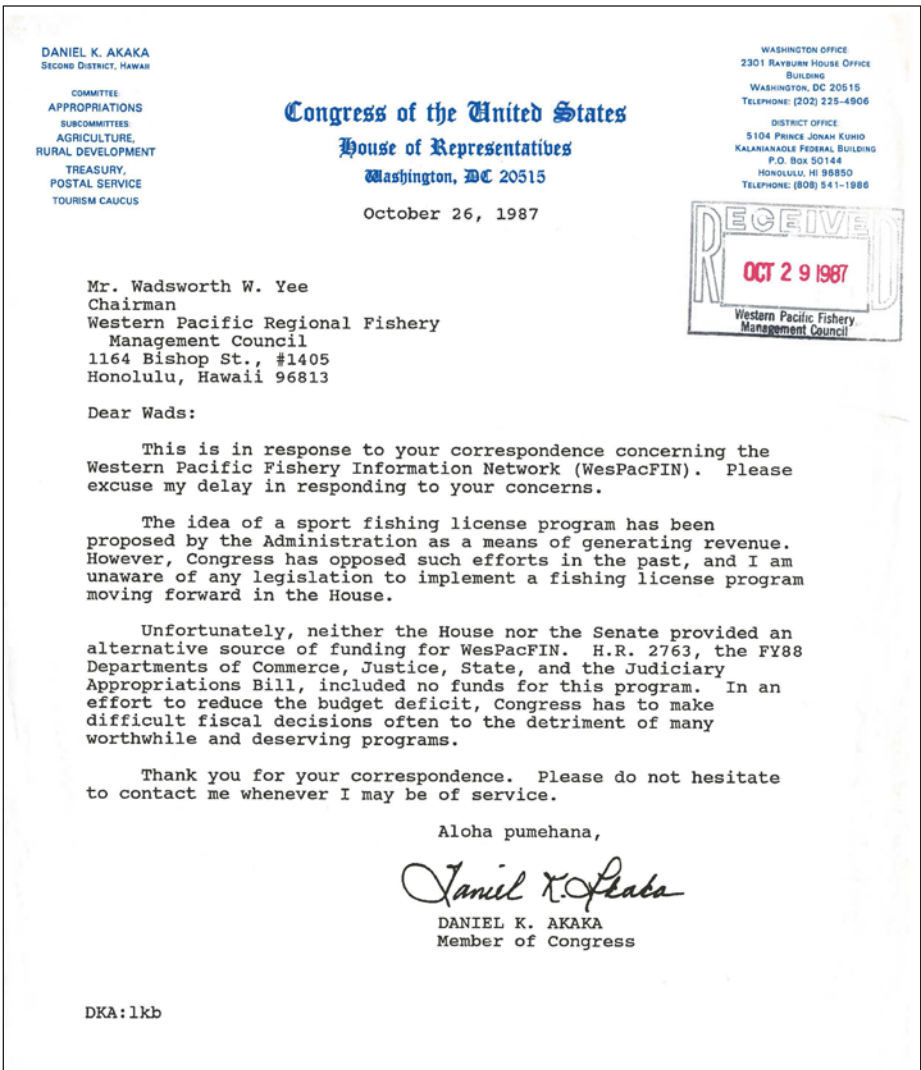 DANIEL K. AKAKA
SECOND DISTRICT, HAWAII
COMMITTEE:
APPROPRIATIONS
SUBCOMMITTEES:
AGRICULTURE,
RURAL DEVELOPMENT
TREASURY,
POSTAL SERVICE
TOURISM CAUCUS
Congress of the United States
House of Representatives
Washington, DC 20515
October 26, 1987
WASHINGTON OFFICE:
2301 RAYBURN HOUSE OFFICE
BUILDING
WASHINGTON, DC 20515
TELEPHONE: (202) 225-4906
DISTRICT OFFICE:
5104 PRINCE JONAH KUHIO
KALANIANAOLE FEDERAL BUILDING
P.O. BOX 50144
HONOLULU, HI 96850
TELEPHONE: (808) 541-1986
RECEIVED
OCT 29 1987
Western Pacific Fishery
Management Council
Mr. Wadsworth W. Yee
Chairman
Western Pacific Regional Fishery
Management Council
1164 Bishop St., #1405
Honolulu, Hawaii 96813
Dear Wads:
This is in response to your correspondence concerning the
Western Pacific Fishery Information Network (WesPacFIN). Please
excuse my delay in responding to your concerns.
The idea of a sport fishing license program has been
proposed by the Administration as a means of generating revenue.
However, Congress has opposed such efforts in the past, and I am
unaware of any legislation to implement a fishing license program
moving forward in the House.
Unfortunately, neither the House nor the Senate provided an
alternative source of funding for WesPacFIN. H.R. 2763, the FY88
Departments of Commerce, Justice, State, and the Judiciary
Appropriations Bill, included no funds for this program. In an
effort to reduce the budget deficit, Congress has to make
difficult fiscal decisions often to the detriment of many
worthwhile and deserving programs.
Thank you for your correspondence. Please do not hesitate
to contact me whenever I may be of service.
Aloha pumehana,
Daniel K. Akaka
DANIEL K. AKAKA
Member of Congress
DKA:lkb